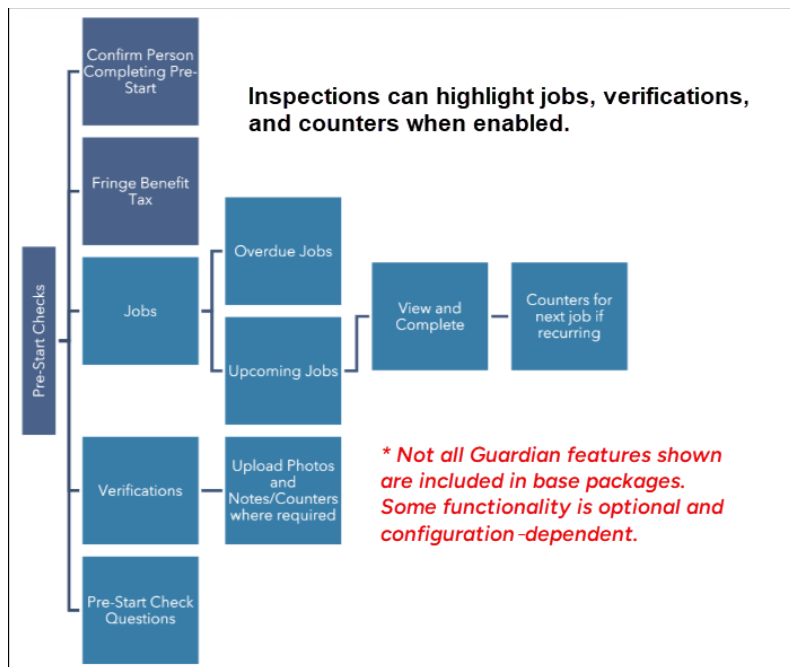 Confirm Person
Completing Pre-
Start
Inspections can highlight jobs, verifications,
and counters when enabled.
Fringe Benefit
Tax
Pre-Start Checks
Jobs
Overdue Jobs
Upcoming Jobs
View and
Complete
Counters for
next job if
recurring
Verifications
Upload Photos
and
Notes/Counters
where required
* Not all Guardian features shown
are included in base packages.
Some functionality is optional and
configuration-dependent.
Pre-Start Check
Questions